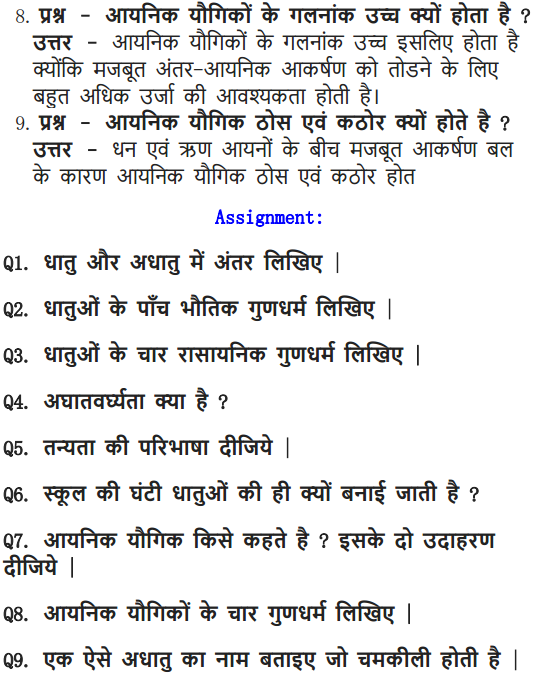 8. प्रश्न - आयनिक यौगिकों के गलनांक उच्च क्यों होता है ?
उत्तर - आयनिक यौगिकों के गलनांक उच्च इसलिए होता है
क्योंकि मजबूत अंतर-आयनिक आकर्षण को तोडने के लिए
बहुत अधिक उर्जा की आवश्यकता होती है।
9. प्रश्न - आयनिक यौगिक ठोस एवं कठोर क्यों होते है ?
उत्तर - धन एवं ऋण आयनों के बीच मजबूत आकर्षण बल
के कारण आयनिक यौगिक ठोस एवं कठोर होत
Assignment:
Q1. धातु और अधातु में अंतर लिखिए |
Q2. धातुओं के पाँच भौतिक गुणधर्म लिखिए |
Q3. धातुओं के चार रासायनिक गुणधर्म लिखिए |
Q4. अघातवर्घ्यता क्या है ?
Q5. तन्यता की परिभाषा दीजिये |
Q6. स्कूल की घंटी धातुओं की ही क्यों बनाई जाती है ?
Q7. आयनिक यौगिक किसे कहते है ? इसके दो उदाहरण
दीजिये |
Q8. आयनिक यौगिकों के चार गुणधर्म लिखिए |
Q9. एक ऐसे अधातु का नाम बताइए जो चमकीली होती है |